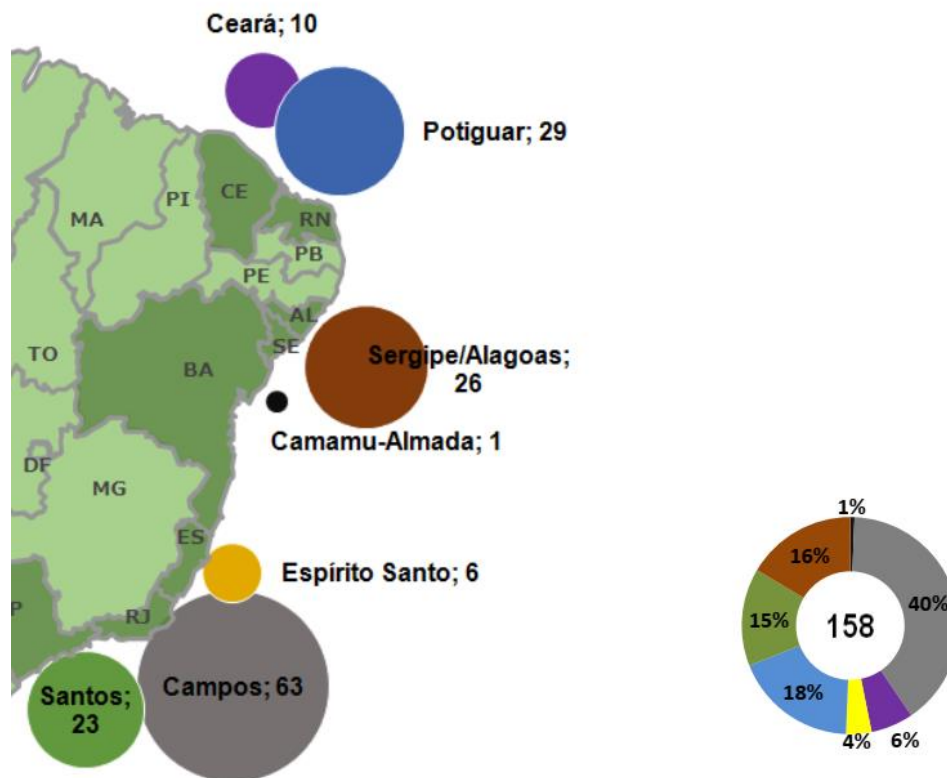 Ceará; 10
Potiguar; 29
CE
PI
MA
RN
PB
PE
AL
SE
TO
BA
Sergipe/Alagoas;
26
Camamu-Almada; 1
DF
MG
ES
Espírito Santo; 6
P
RJ
Santos;
23
Campos; 63
1%
16%
40%
15%
158
18%
4%
6%